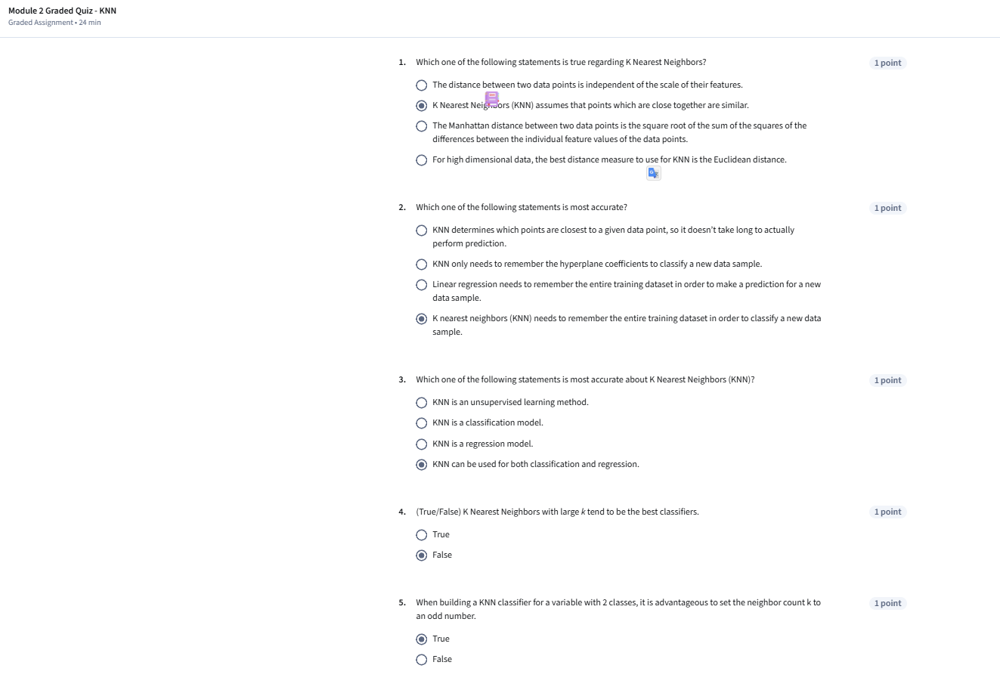 Module 2 Graded Quiz - KNN
Graded Assignment • 24 min
1. Which one of the following statements is true regarding K Nearest Neighbors? 1 point
The distance between two data points is independent of the scale of their features.
K Nearest Neighbors (KNN) assumes that points which are close together are similar.
The Manhattan distance between two data points is the square root of the sum of the squares of the
differences between the individual feature values of the data points.
For high dimensional data, the best distance measure to use for KNN is the Euclidean distance.
2. Which one of the following statements is most accurate? 1 point
KNN determines which points are closest to a given data point, so it doesn’t take long to actually
perform prediction.
KNN only needs to remember the hyperplane coefficients to classify a new data sample.
Linear regression needs to remember the entire training dataset in order to make a prediction for a new
data sample.
K nearest neighbors (KNN) needs to remember the entire training dataset in order to classify a new data
sample.
3. Which one of the following statements is most accurate about K Nearest Neighbors (KNN)? 1 point
KNN is an unsupervised learning method.
KNN is a classification model.
KNN is a regression model.
KNN can be used for both classification and regression.
4. (True/False) K Nearest Neighbors with large k tend to be the best classifiers. 1 point
True
False
5. When building a KNN classifier for a variable with 2 classes, it is advantageous to set the neighbor count k to 1 point
an odd number.
True
False